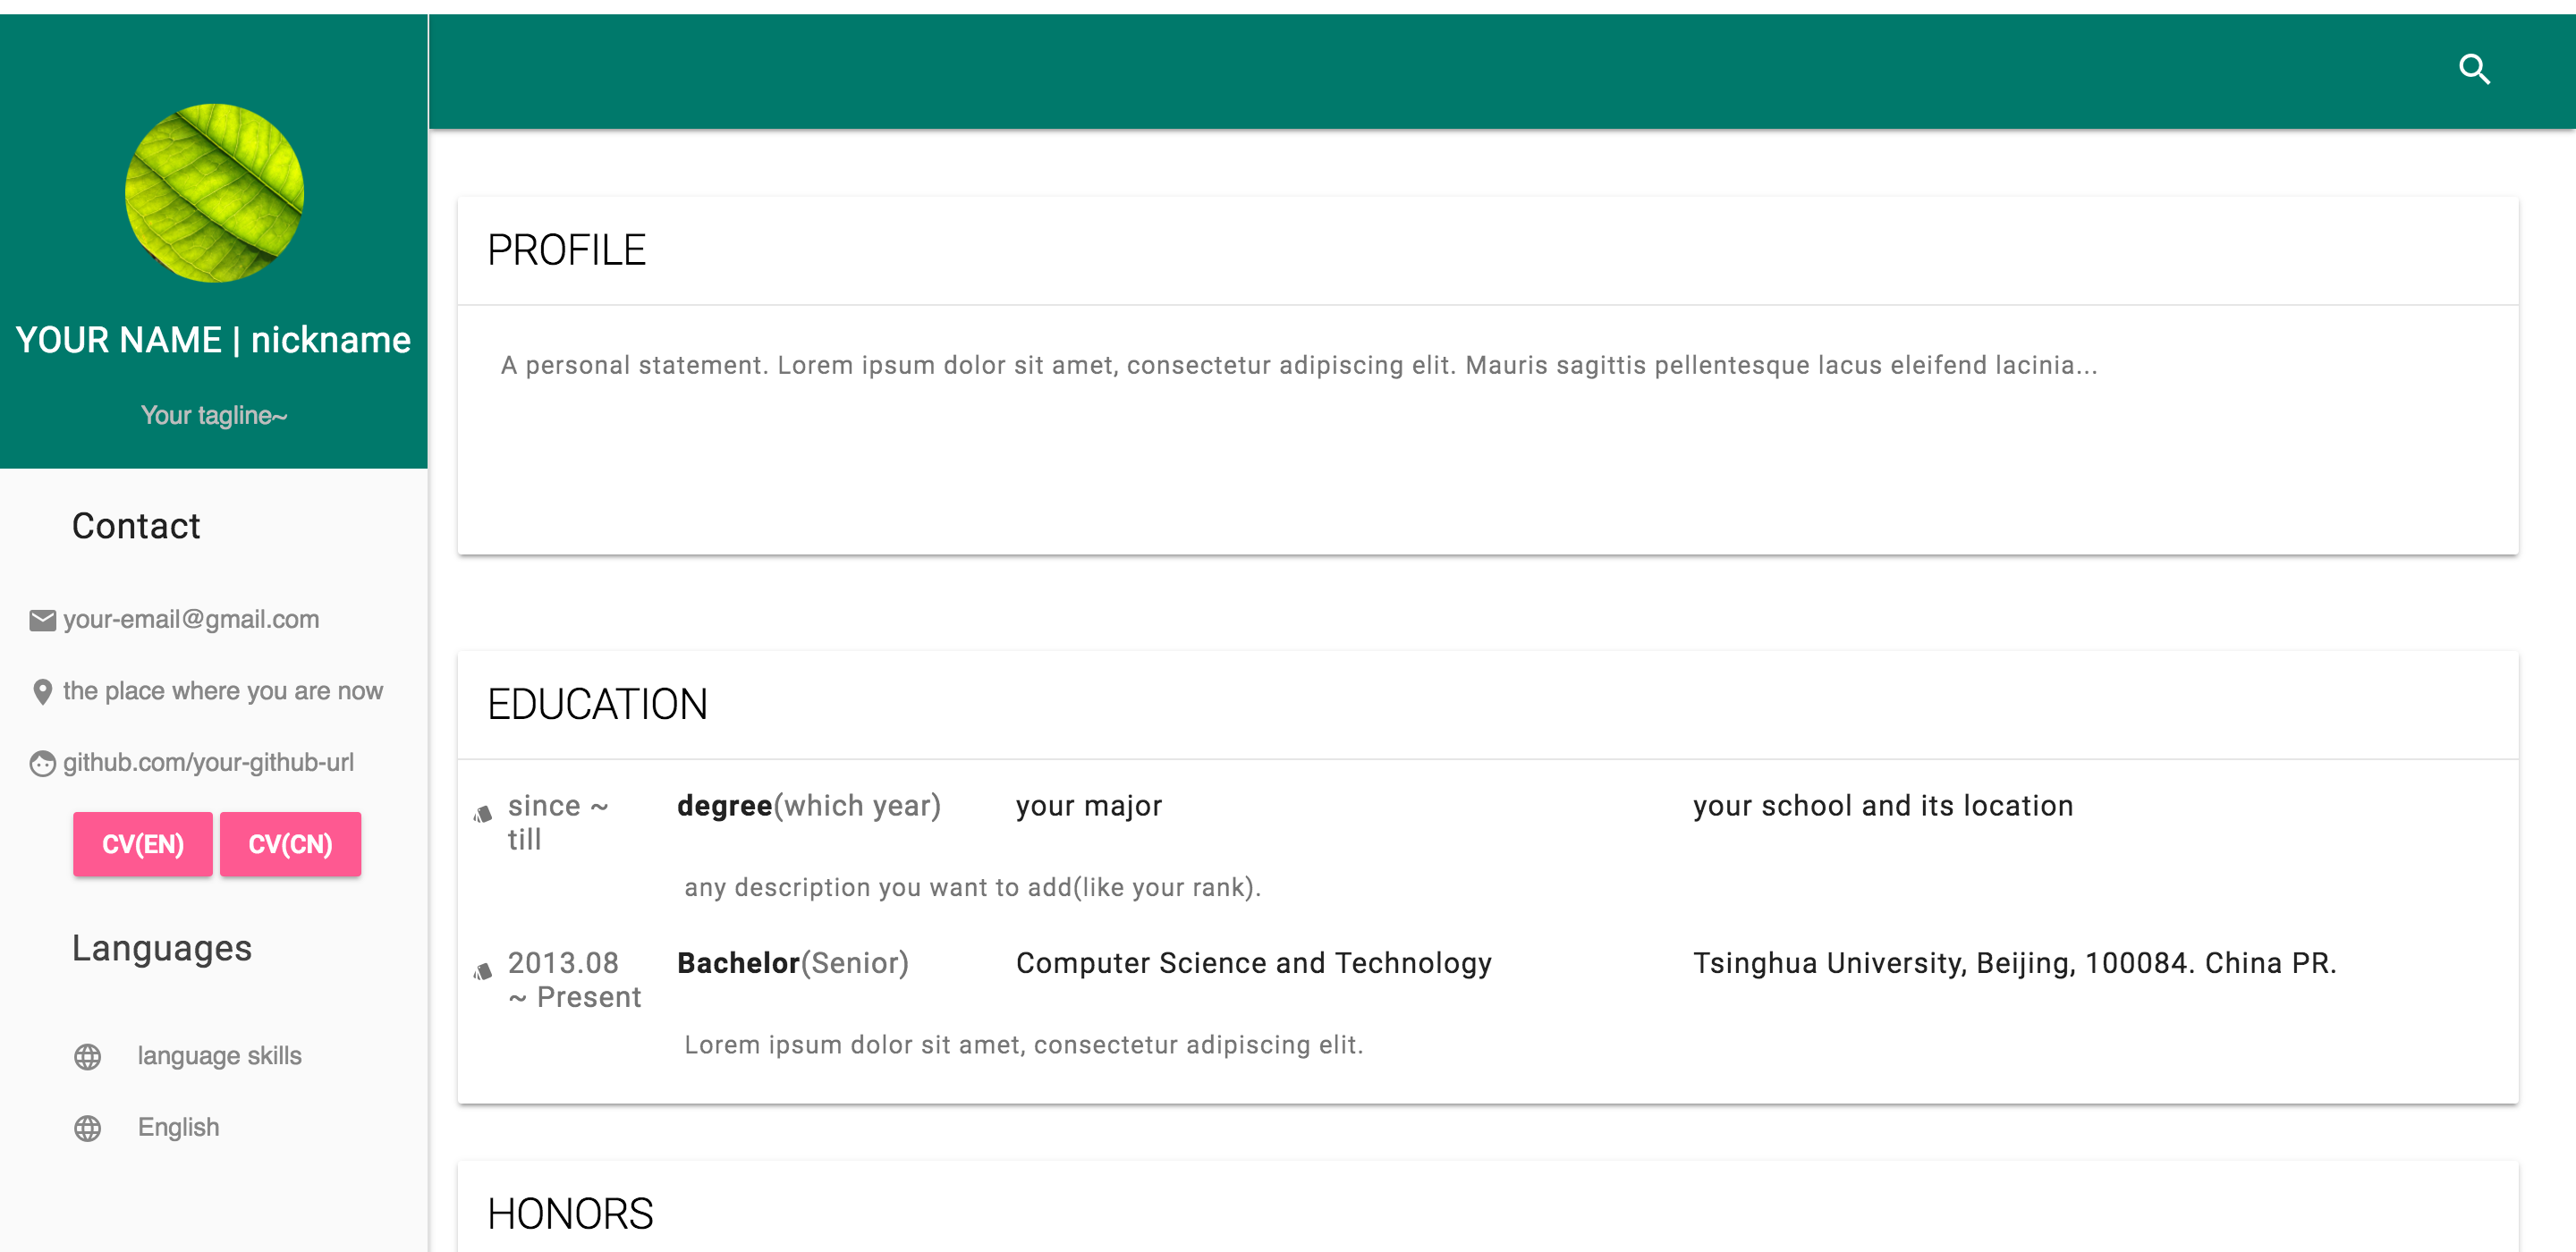 YOUR NAME | nickname
Your tagline~
Contact
your-email@gmail.com
the place where you are now
github.com/your-github-url
CV(EN) CV(CN)
Languages
language skills
English
PROFILE
A personal statement. Lorem ipsum dolor sit amet, consectetur adipiscing elit. Mauris sagittis pellentesque lacus eleifend lacinia...
EDUCATION
since ~ degree(which year) your major your school and its location
till
any description you want to add(like your rank).
2013.08 Bachelor(Senior) Computer Science and Technology Tsinghua University, Beijing, 100084. China PR.
~ Present
Lorem ipsum dolor sit amet, consectetur adipiscing elit.
HONORS